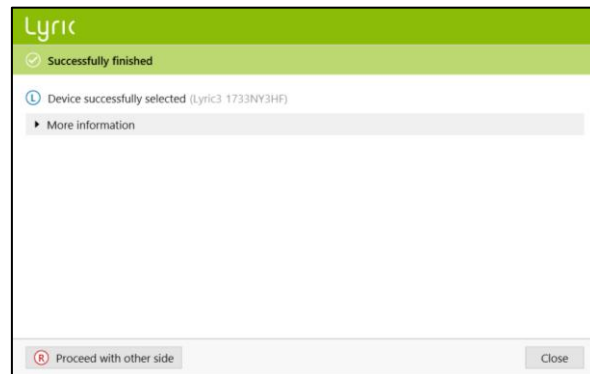 Lyric
Successfully finished
L Device successfully selected (Lyric3 1733NY3HF)
More information
R Proceed with other side
Close